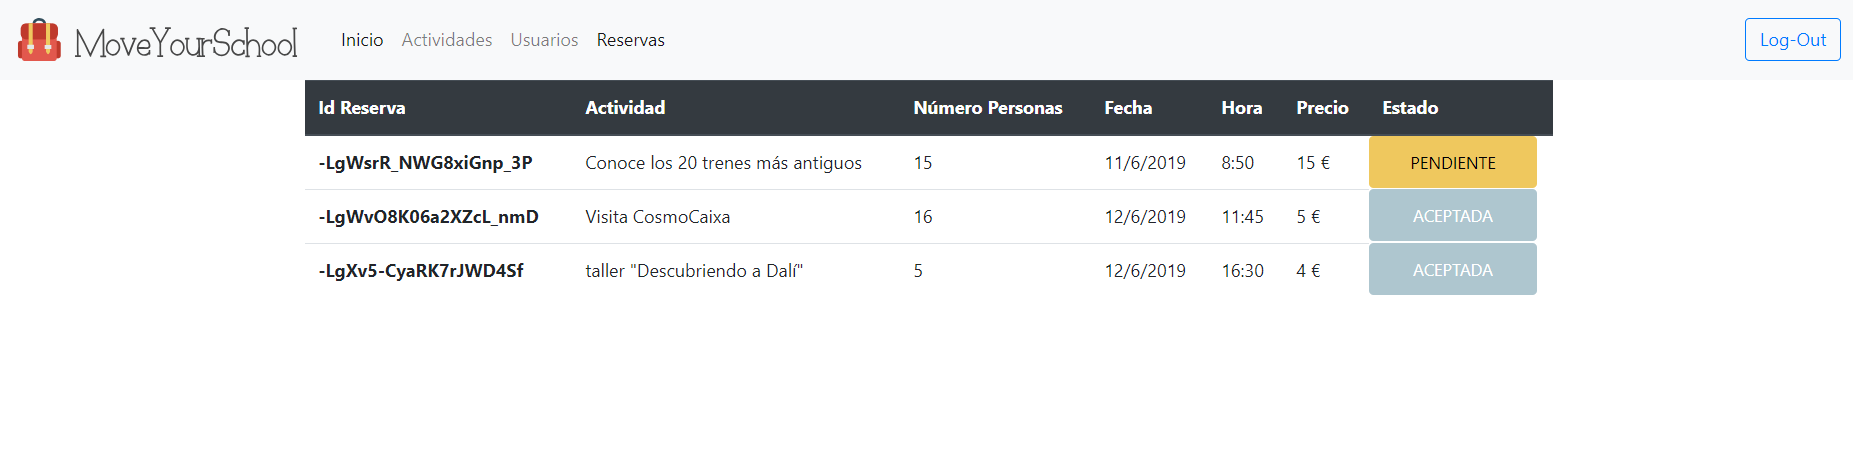 MoveYourSchool Inicio Actividades Usuarios Reservas Log-Out
Id Reserva Actividad Número Personas Fecha Hora Precio Estado
-LgWsrR_NWG8xiGnp_3P Conoce los 20 trenes más antiguos 15 11/6/2019 8:50 15 € PENDIENTE
-LgWvO8K06a2XZcL_nmD Visita CosmoCaixa 16 12/6/2019 11:45 5 € ACEPTADA
-LgXv5-CyaRK7rJWD4Sf taller "Descubriendo a Dalí" 5 12/6/2019 16:30 4 € ACEPTADA